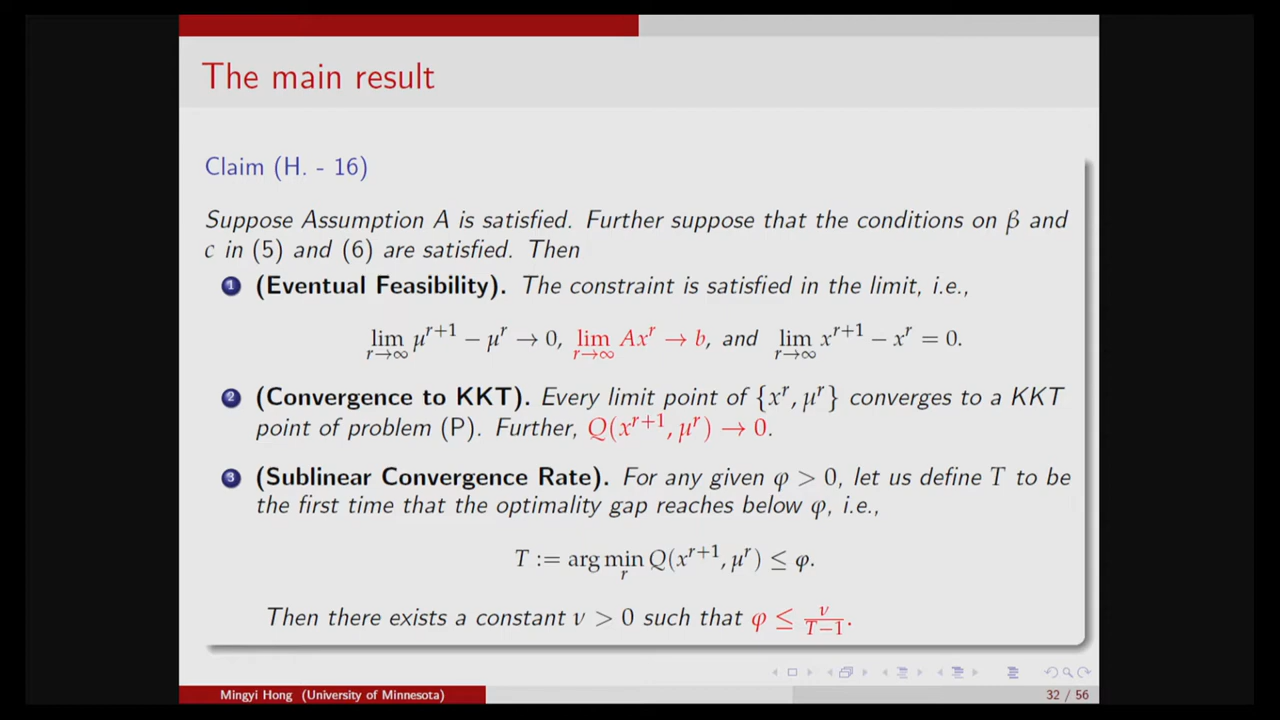 The main result
Claim (H. - 16)
Suppose Assumption A is satisfied. Further suppose that the conditions on β and
c in (5) and (6) are satisfied. Then
1 (Eventual Feasibility). The constraint is satisfied in the limit, i.e.,
lim_{r→∞} μ^{r+1} − μ^r → 0, lim_{r→∞} Ax^r → b, and lim_{r→∞} x^{r+1} − x^r = 0.
2 (Convergence to KKT). Every limit point of {x^r, μ^r} converges to a KKT
point of problem (P). Further, Q(x^{r+1}, μ^r) → 0.
3 (Sublinear Convergence Rate). For any given φ > 0, let us define T to be
the first time that the optimality gap reaches below φ, i.e.,
T := arg min_r Q(x^{r+1}, μ^r) ≤ φ.
Then there exists a constant ν > 0 such that φ ≤ ν/(T−1).
Mingyi Hong (University of Minnesota)
32 / 56